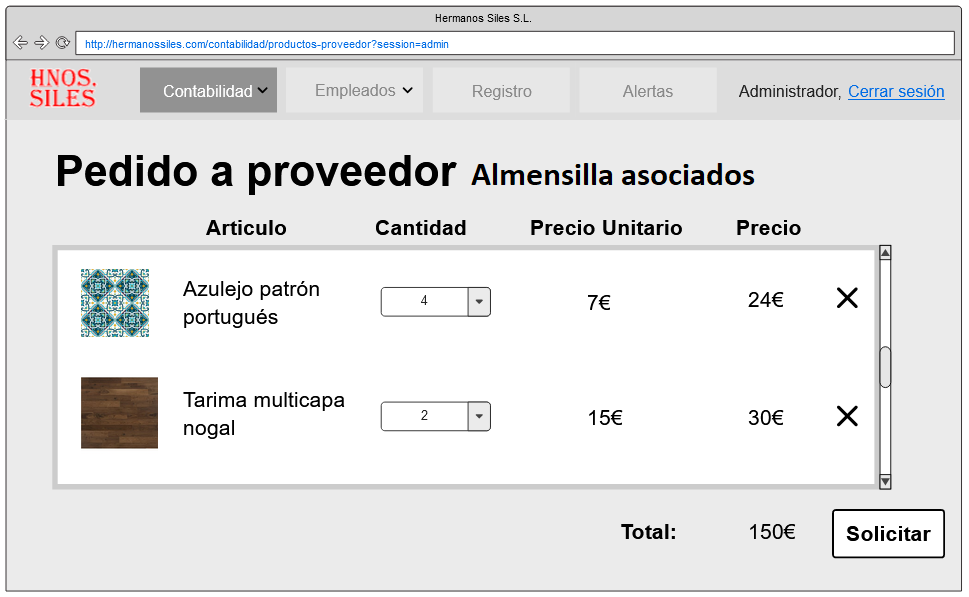 Hermanos Siles S.L.
http://hermanossiles.com/contabilidad/productos-proveedor?session=admin
HNOS.
SILES
Contabilidad
Empleados
Registro
Alertas
Administrador, Cerrar sesión
Pedido a proveedor Almensilla asociados
Articulo Cantidad Precio Unitario Precio
Azulejo patrón
portugués
4
7€
24€
Tarima multicapa
nogal
2
15€
30€
Total: 150€
Solicitar